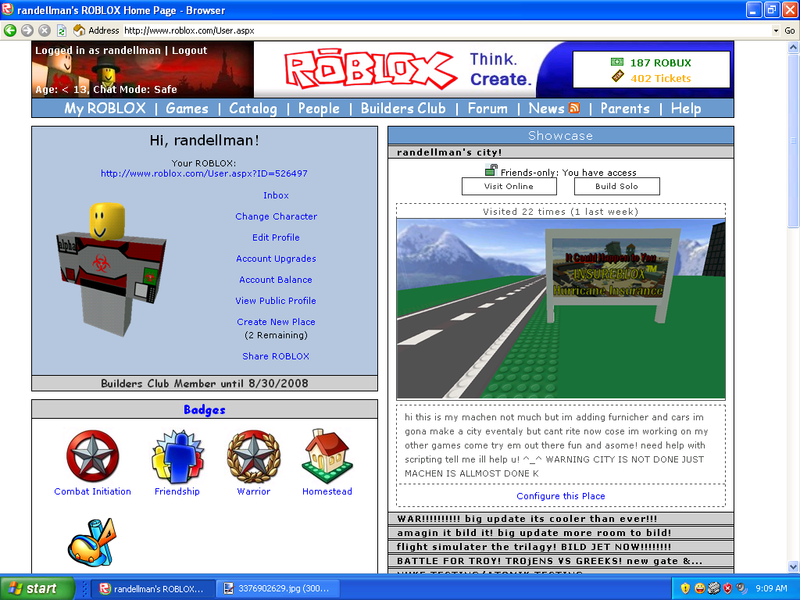 randellman's ROBLOX Home Page - Browser
Address http://www.roblox.com/User.aspx Go
Logged in as randellman | Logout
Age: < 13, Chat Mode: Safe
ROBLOX
Think.
Create.
187 ROBUX
402 Tickets
My ROBLOX | Games | Catalog | People | Builders Club | Forum | News | Parents | Help
Hi, randellman!
Your ROBLOX:
http://www.roblox.com/User.aspx?ID=526497
Inbox
Change Character
Edit Profile
Account Upgrades
Account Balance
View Public Profile
Create New Place
(2 Remaining)
Share ROBLOX
alpha
Builders Club Member until 8/30/2008
Badges
Combat Initiation
Friendship
Warrior
Homestead
Showcase
randellman's city!
Friends-only: You have access
Visit Online
Build Solo
Visited 22 times (1 last week)
It Could Happen to You
INSUREBLOX™
Hurricane Insurance
hi this is my machen not much but im adding furnicher and cars im
gona make a city eventaly but cant rite now cose im working on my
other games come try em out there fun and asome! need help with
scripting tell me ill help u! ^_^ WARNING CITY IS NOT DONE JUST
MACHEN IS ALLMOST DONE K
Configure this Place
WAR!!!!!!!!!! big update its cooler than ever!!!
amagin it bild it! big update more room to bild!
flight simulater the trilagy! BILD JET NOW!!!!!!!!
BATTLE FOR TROY! TROjENS VS GREEKS! new gate &...
start
randellman's ROBLOX...
3376902629.jpg (300...
9:09 AM